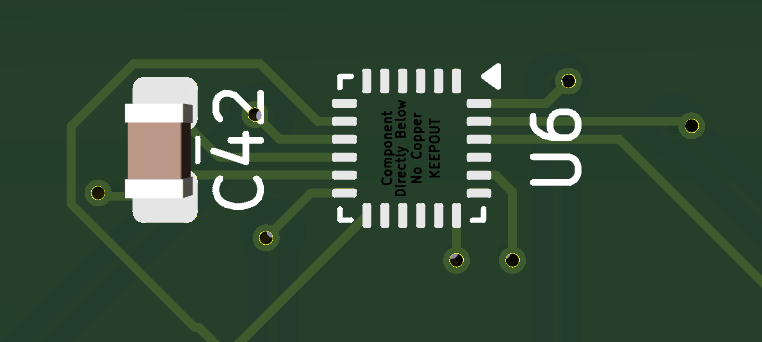 C42
Component
Directly Below
No Copper
KEEPOUT
U6